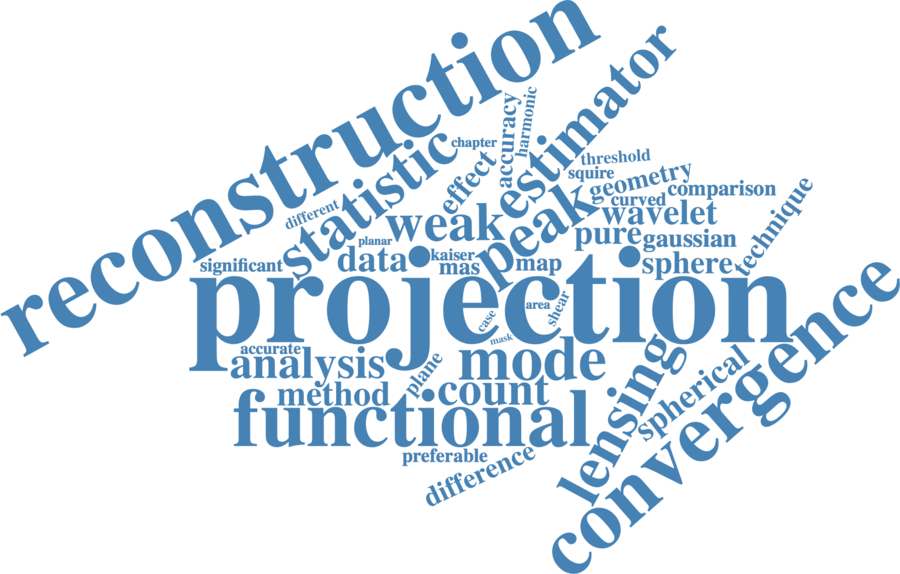 reconstruction
estimator
accuracy
harmonic
chapter
statistic
effect
threshold
squire
geometry
comparison
curved
different
weak
peak
wavelet
technique
planar
pure
gaussian
significant
data
kaiser
mas
map
sphere
projection
area
shear
case
mask
convergence
accurate
analysis
plane
mode
lensing
spherical
method
count
functional
preferable
difference